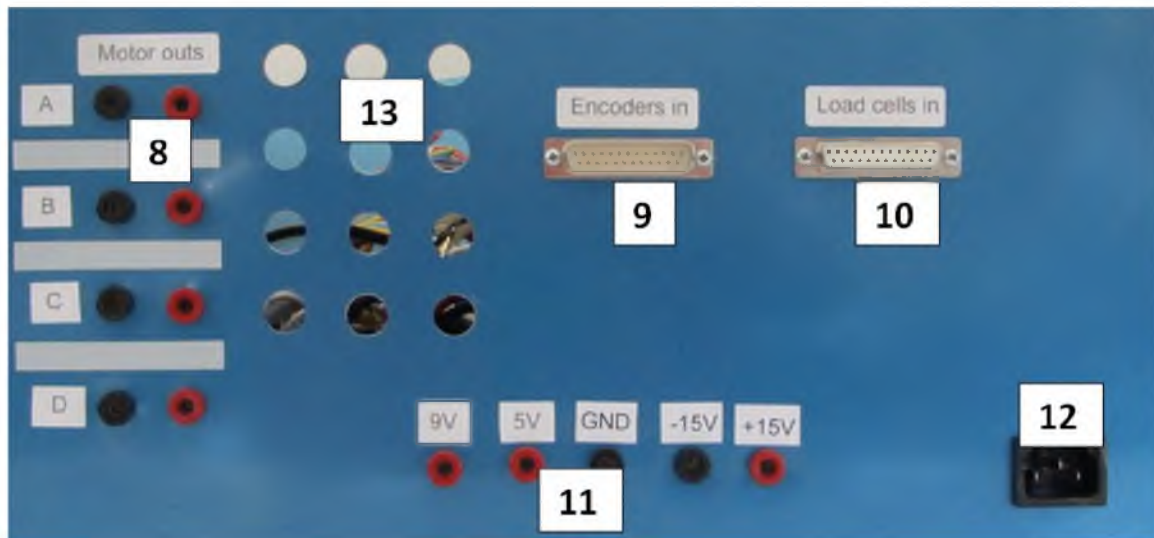 Motor outs
A
8
B
C
D
13
Encoders in
9
Load cells in
10
9V
5V
GND
-15V
+15V
11
12